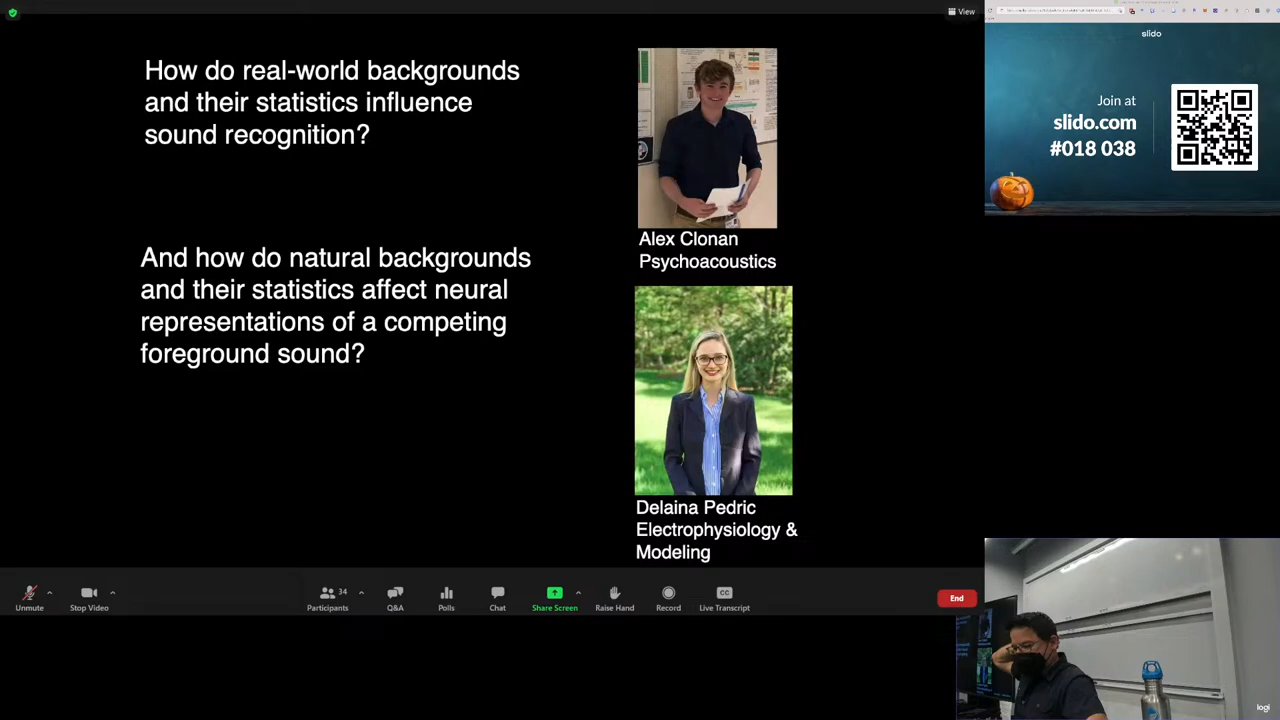 View
How do real-world backgrounds
and their statistics influence
sound recognition?
And how do natural backgrounds
and their statistics affect neural
representations of a competing
foreground sound?
Alex Clonan
Psychoacoustics
Delaina Pedric
Electrophysiology &
Modeling
slido
Join at
slido.com
#018 038
Unmute
Stop Video
34
Participants
Q&A
Polls
Chat
Share Screen
Raise Hand
Record
CC
Live Transcript
End
logi